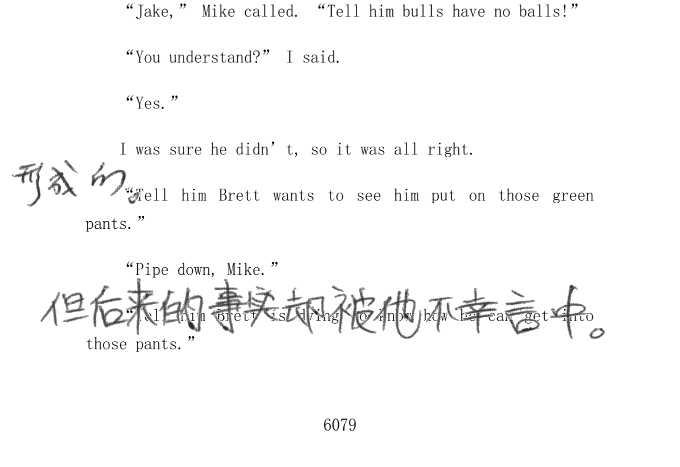 “Jake,” Mike called. “Tell him bulls have no balls!”
“You understand?” I said.
“Yes.”
I was sure he didn’t, so it was all right.
形成的。
“Tell him Brett wants to see him put on those green
pants.”
“Pipe down, Mike.”
但后来的事实却被他不幸言中。
“Tell him Brett is dying to know how he can get into
those pants.”
6079